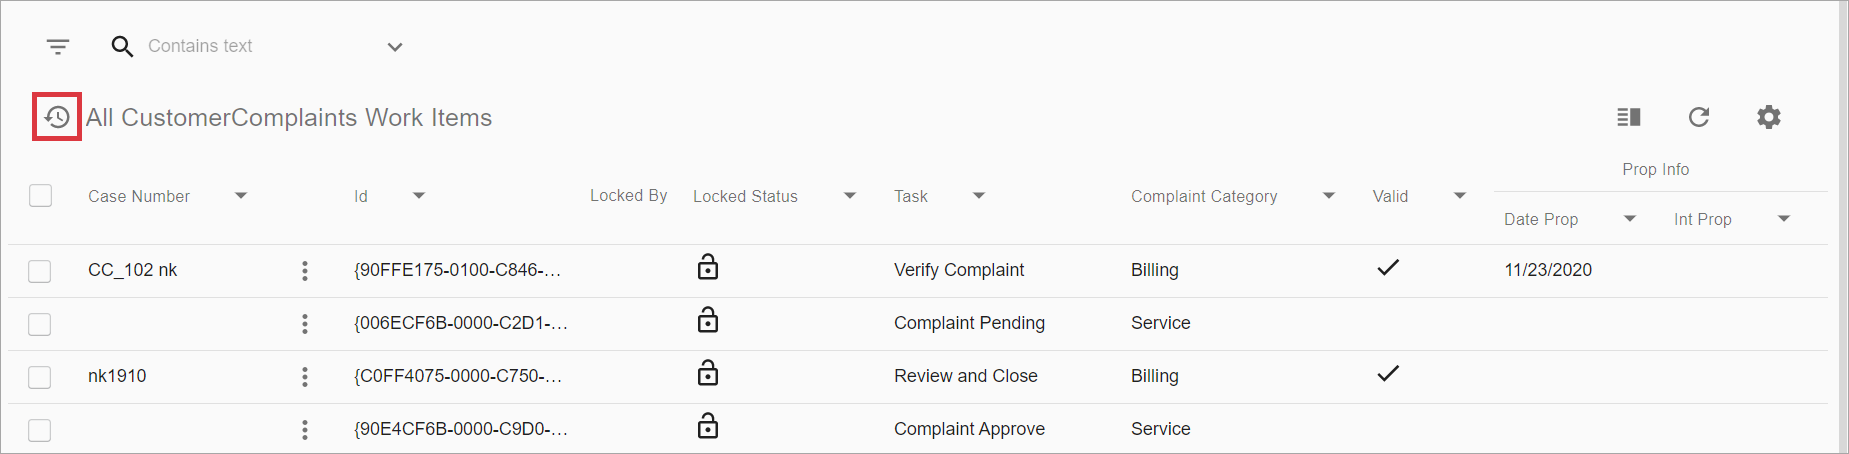 Contains text
All CustomerComplaints Work Items
Prop Info
Case Number Id Locked By Locked Status Task Complaint Category Valid
Date Prop Int Prop
CC_102 nk {90FFE175-0100-C846-... Verify Complaint Billing 11/23/2020
{006ECF6B-0000-C2D1-... Complaint Pending Service
nk1910 {C0FF4075-0000-C750-... Review and Close Billing
{90E4CF6B-0000-C9D0-... Complaint Approve Service